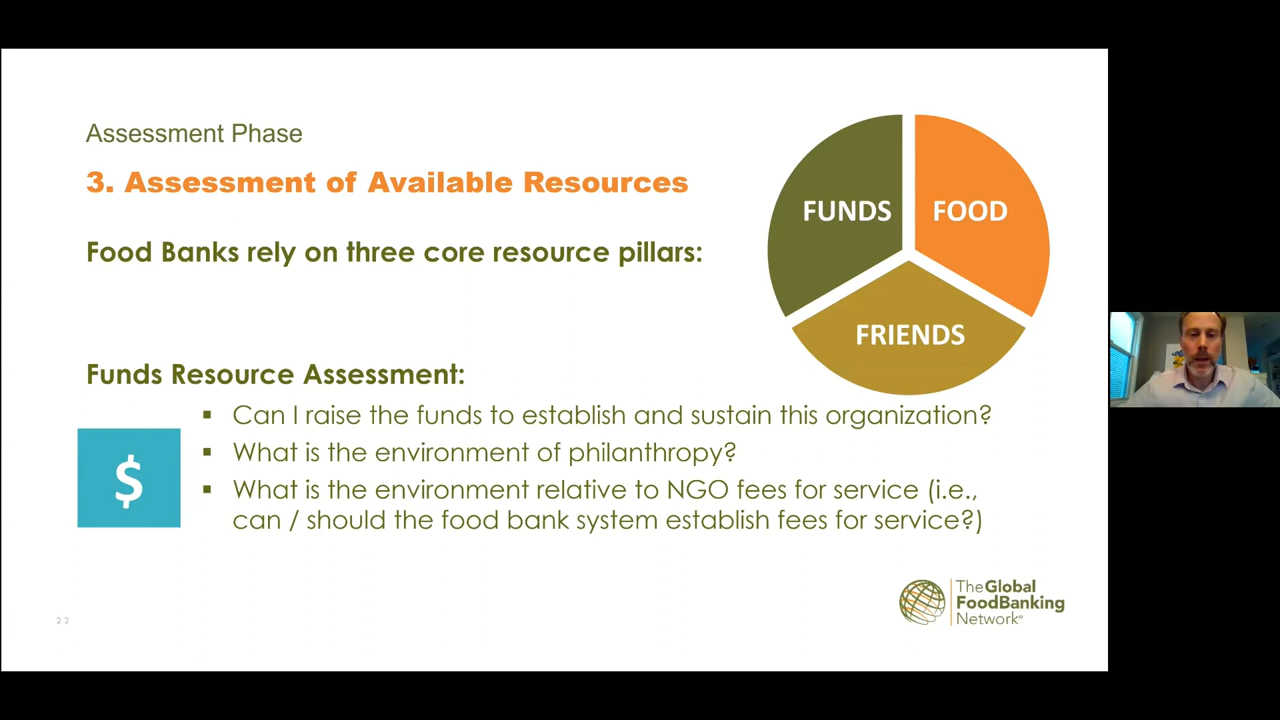 Assessment Phase
3. Assessment of Available Resources
Food Banks rely on three core resource pillars:
FUNDS
FOOD
FRIENDS
Funds Resource Assessment:
$
▪ Can I raise the funds to establish and sustain this organization?
▪ What is the environment of philanthropy?
▪ What is the environment relative to NGO fees for service (i.e.,
can / should the food bank system establish fees for service?)
The Global
FoodBanking
Network®
22